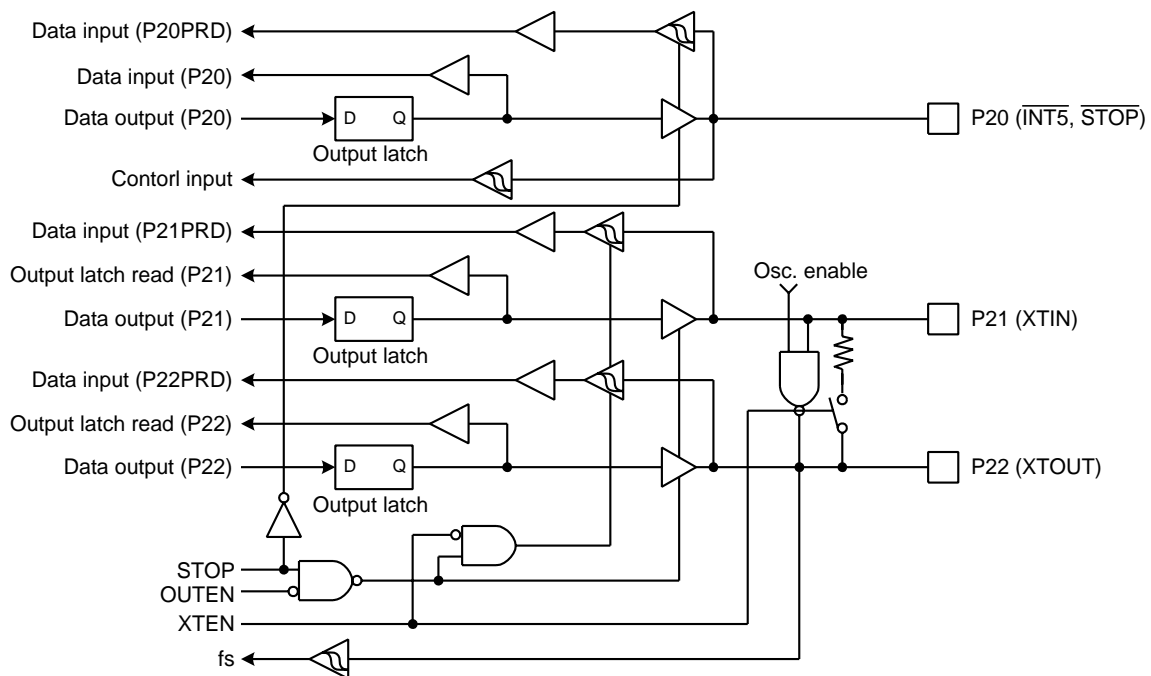 Data input (P20PRD)
Data input (P20)
Data output (P20)
D Q
Output latch
P20 (INT5, STOP)
Contorl input
Data input (P21PRD)
Output latch read (P21)
Osc. enable
Data output (P21)
D Q
Output latch
P21 (XTIN)
Data input (P22PRD)
Output latch read (P22)
Data output (P22)
D Q
Output latch
P22 (XTOUT)
STOP
OUTEN
XTEN
fs